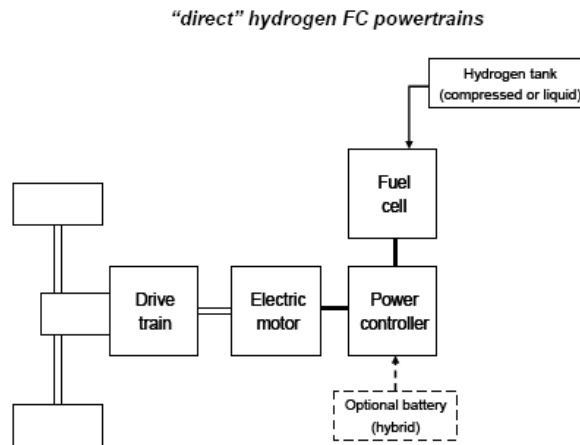 “direct” hydrogen FC powertrains
Hydrogen tank
(compressed or liquid)
Fuel
cell
Drive
train
Electric
motor
Power
controller
Optional battery
(hybrid)